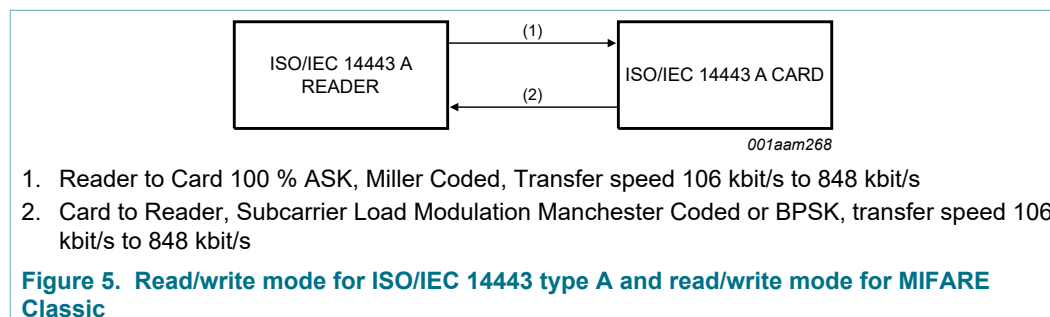 (1)
ISO/IEC 14443 A
READER
ISO/IEC 14443 A CARD
(2)
001aam268
1. Reader to Card 100 % ASK, Miller Coded, Transfer speed 106 kbit/s to 848 kbit/s
2. Card to Reader, Subcarrier Load Modulation Manchester Coded or BPSK, transfer speed 106
kbit/s to 848 kbit/s
Figure 5. Read/write mode for ISO/IEC 14443 type A and read/write mode for MIFARE
Classic